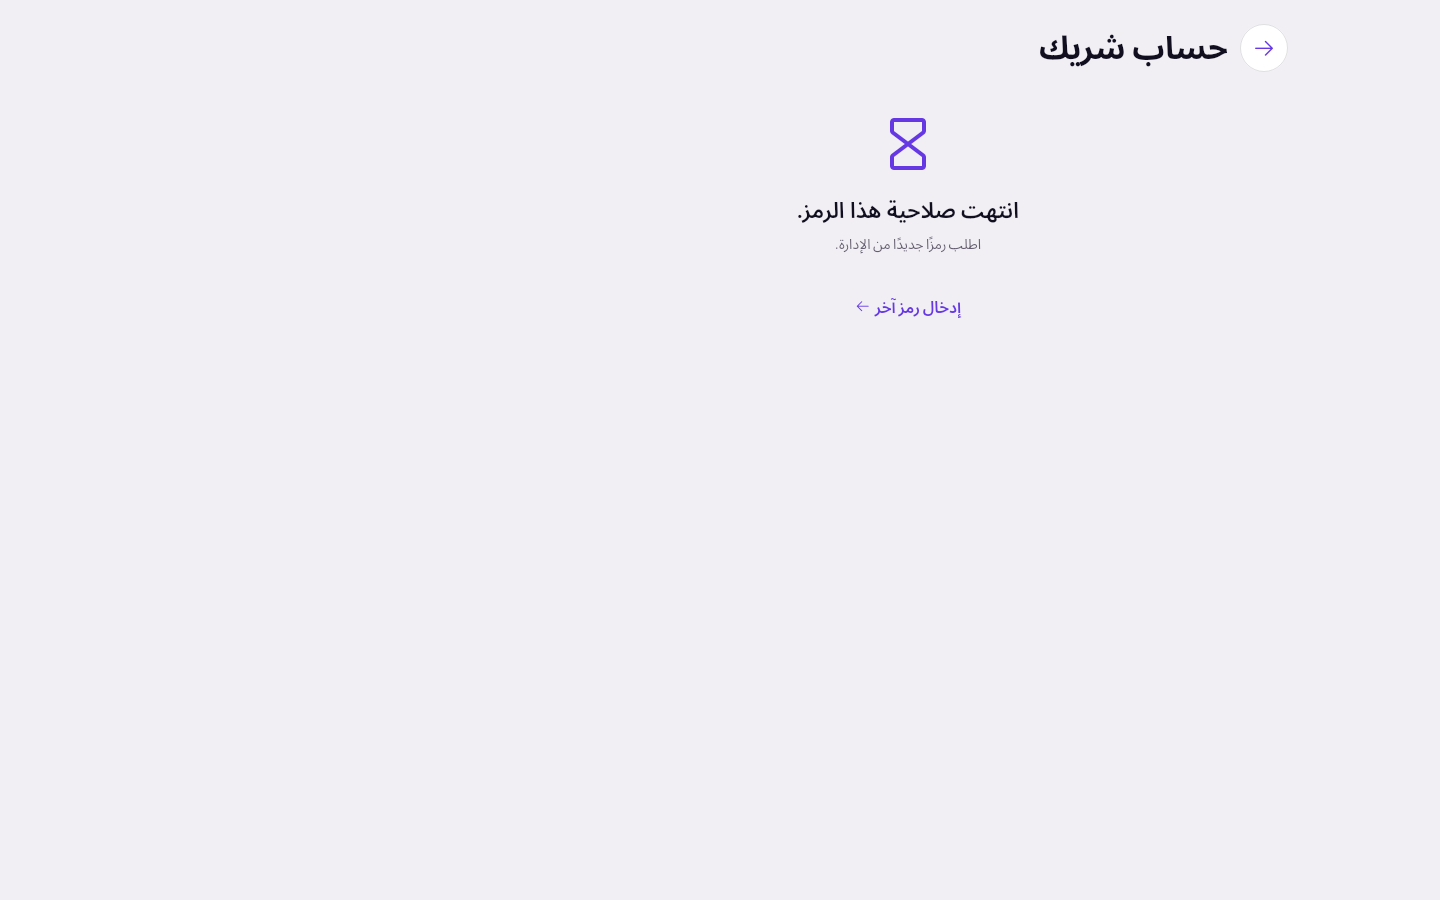 حساب شريك
انتهت صلاحية هذا الرمز.
اطلب رمزًا جديدًا من الإدارة.
إدخال رمز آخر